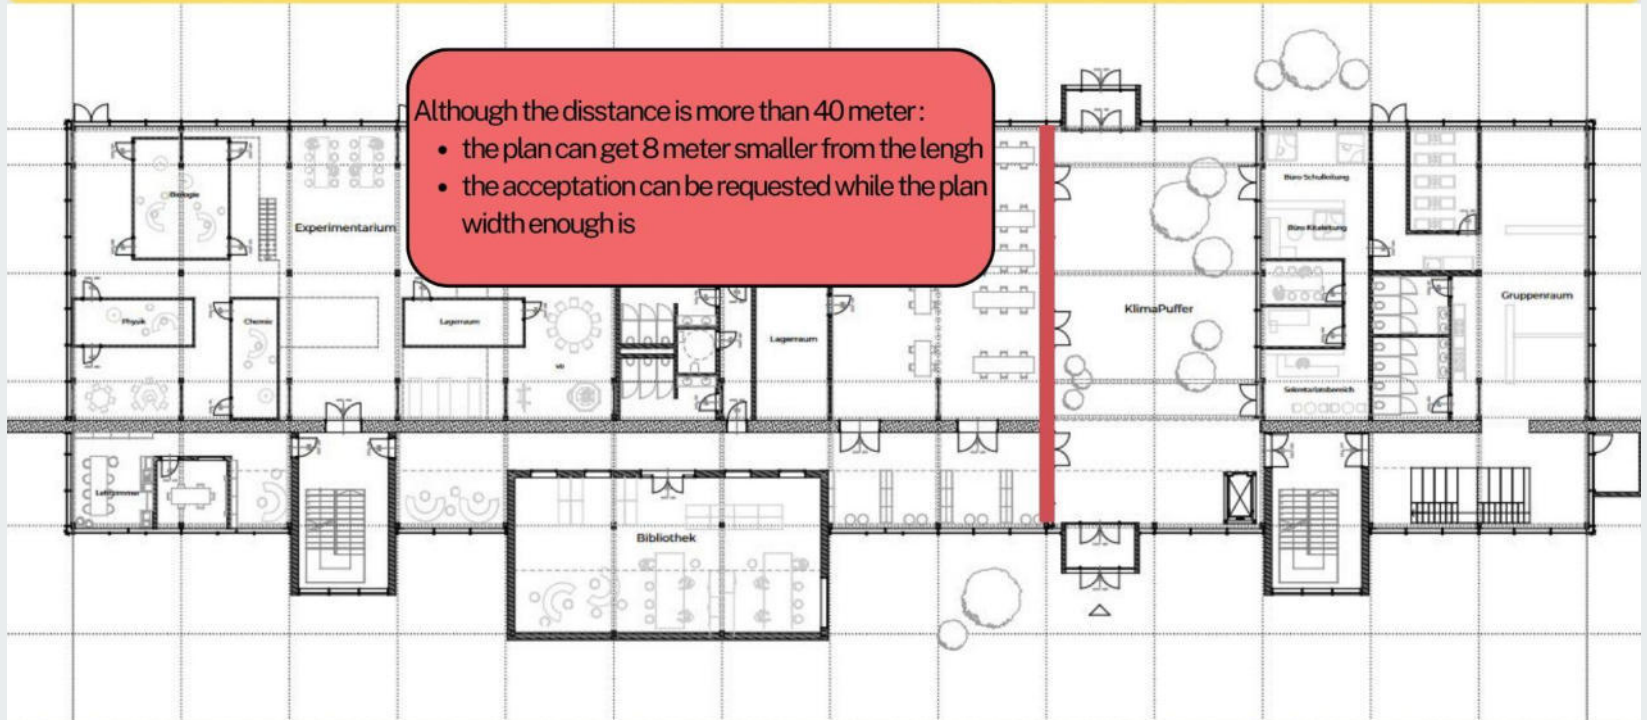 Although the disstance is more than 40 meter :
• the plan can get 8 meter smaller from the lengh
• the acceptation can be requested while the plan
width enough is
Biologie
Experimentarium
Büro Schulleitung
Büro Kitaleitung
Physik
Chemie
Lagerraum
Lagerraum
KlimaPuffer
Gruppenraum
WD
Sekretariatsbereich
Lehrzimmer
Bibliothek